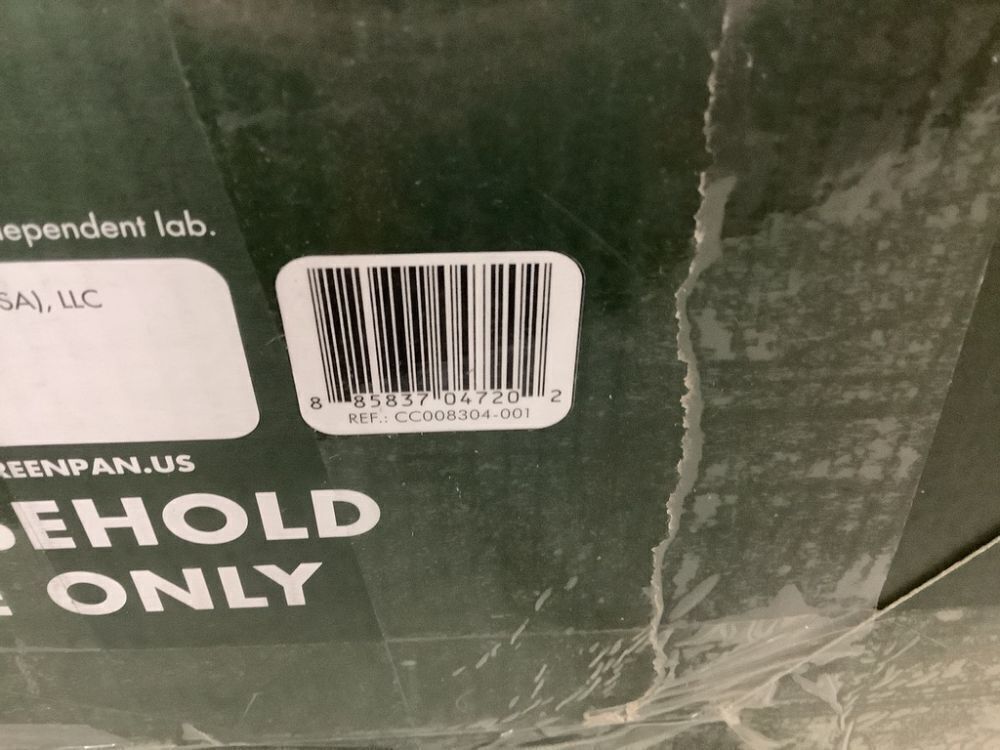 ependent lab.
SA), LLC
8 85837 04720 2
REF.: CC008304-001
REENPAN.US
EHOLD
ONLY